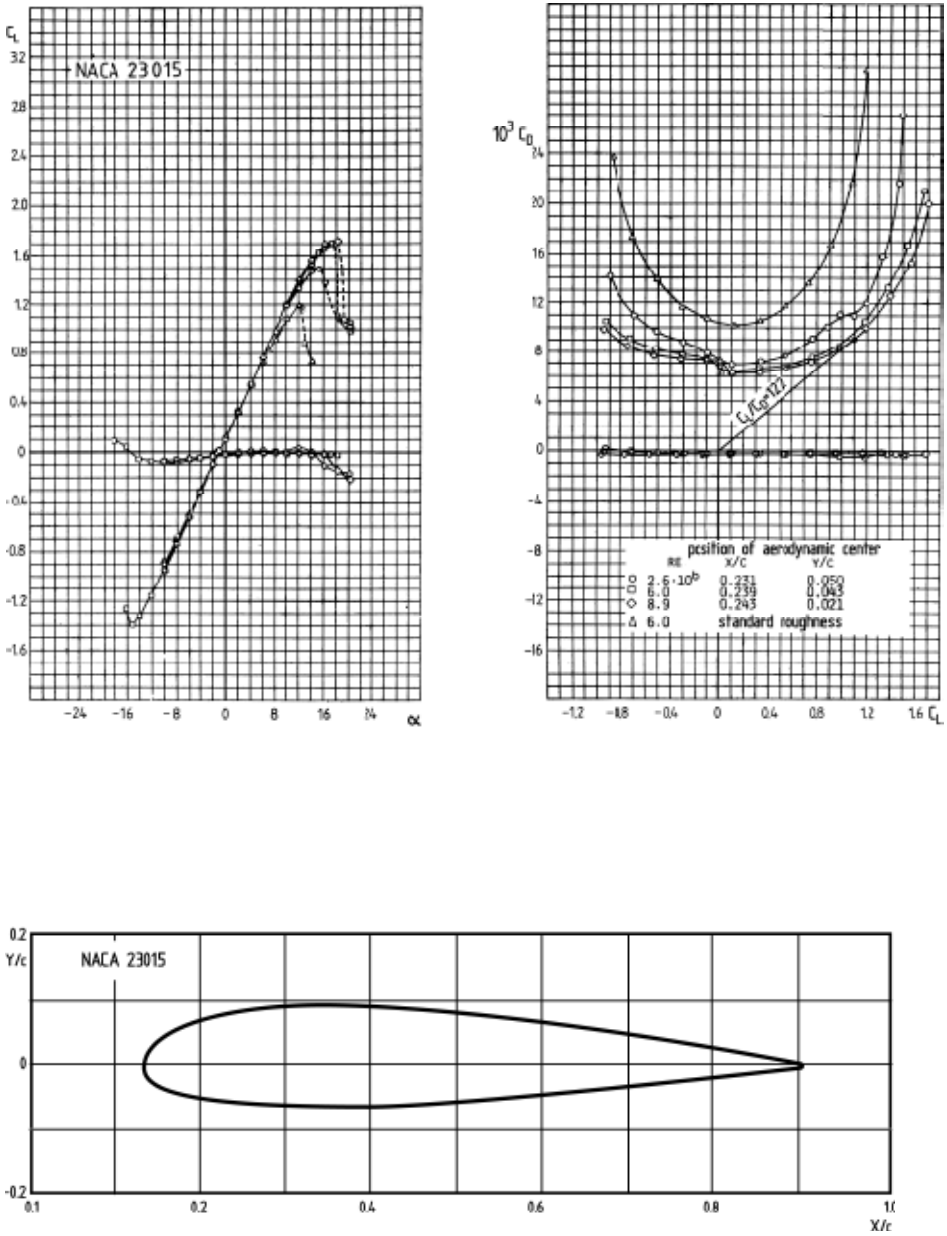 C_L
3.2
NACA 23015
2.8
2.4
2.0
1.6
1.2
0.8
0.4
0
-0.4
-0.8
-1.2
-1.6
-24 -16 -8 0 8 16 24 α
10³ C_D
24
20
16
12
8
4
0
-4
-8
-16
C_L/C_D=122
position of aerodynamic center
RE X/C Y/C
○ 2.6·10⁶ 0.231 0.050
□ 6.0 0.239 0.043
◇ 8.9 0.243 0.021
△ 6.0 standard roughness
-1.2 -0.8 -0.4 0 0.4 0.8 1.2 1.6 C_L
0.2
Y/c
NACA 23015
0
-0.2
0.1 0.2 0.4 0.6 0.8 1.0
X/c